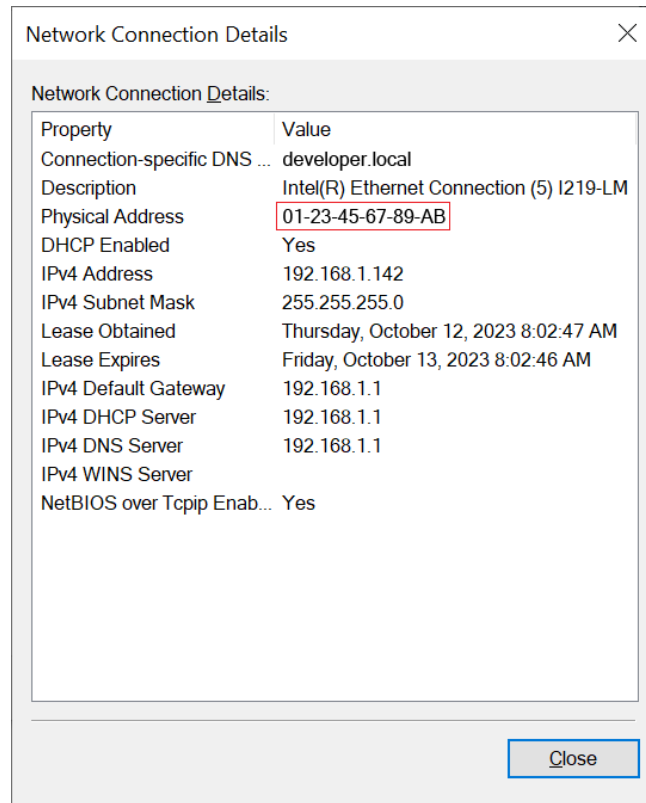 Network Connection Details
Network Connection Details:
Property Value
Connection-specific DNS ... developer.local
Description Intel(R) Ethernet Connection (5) I219-LM
Physical Address 01-23-45-67-89-AB
DHCP Enabled Yes
IPv4 Address 192.168.1.142
IPv4 Subnet Mask 255.255.255.0
Lease Obtained Thursday, October 12, 2023 8:02:47 AM
Lease Expires Friday, October 13, 2023 8:02:46 AM
IPv4 Default Gateway 192.168.1.1
IPv4 DHCP Server 192.168.1.1
IPv4 DNS Server 192.168.1.1
IPv4 WINS Server
NetBIOS over Tcpip Enab... Yes
Close